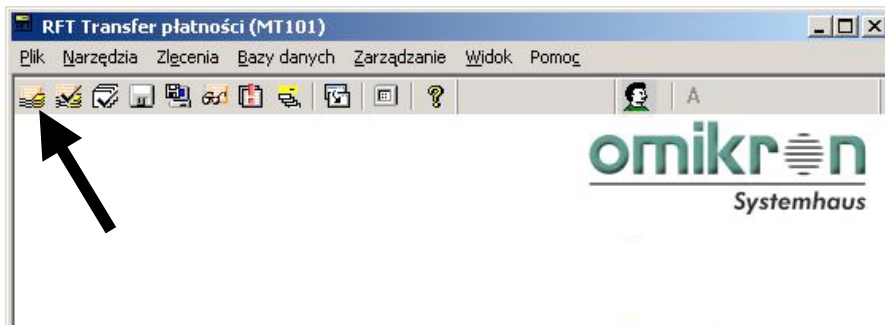 RFT Transfer płatności (MT101)
Plik Narzędzia Zlecenia Bazy danych Zarządzanie Widok Pomoc
A
omikron
Systemhaus